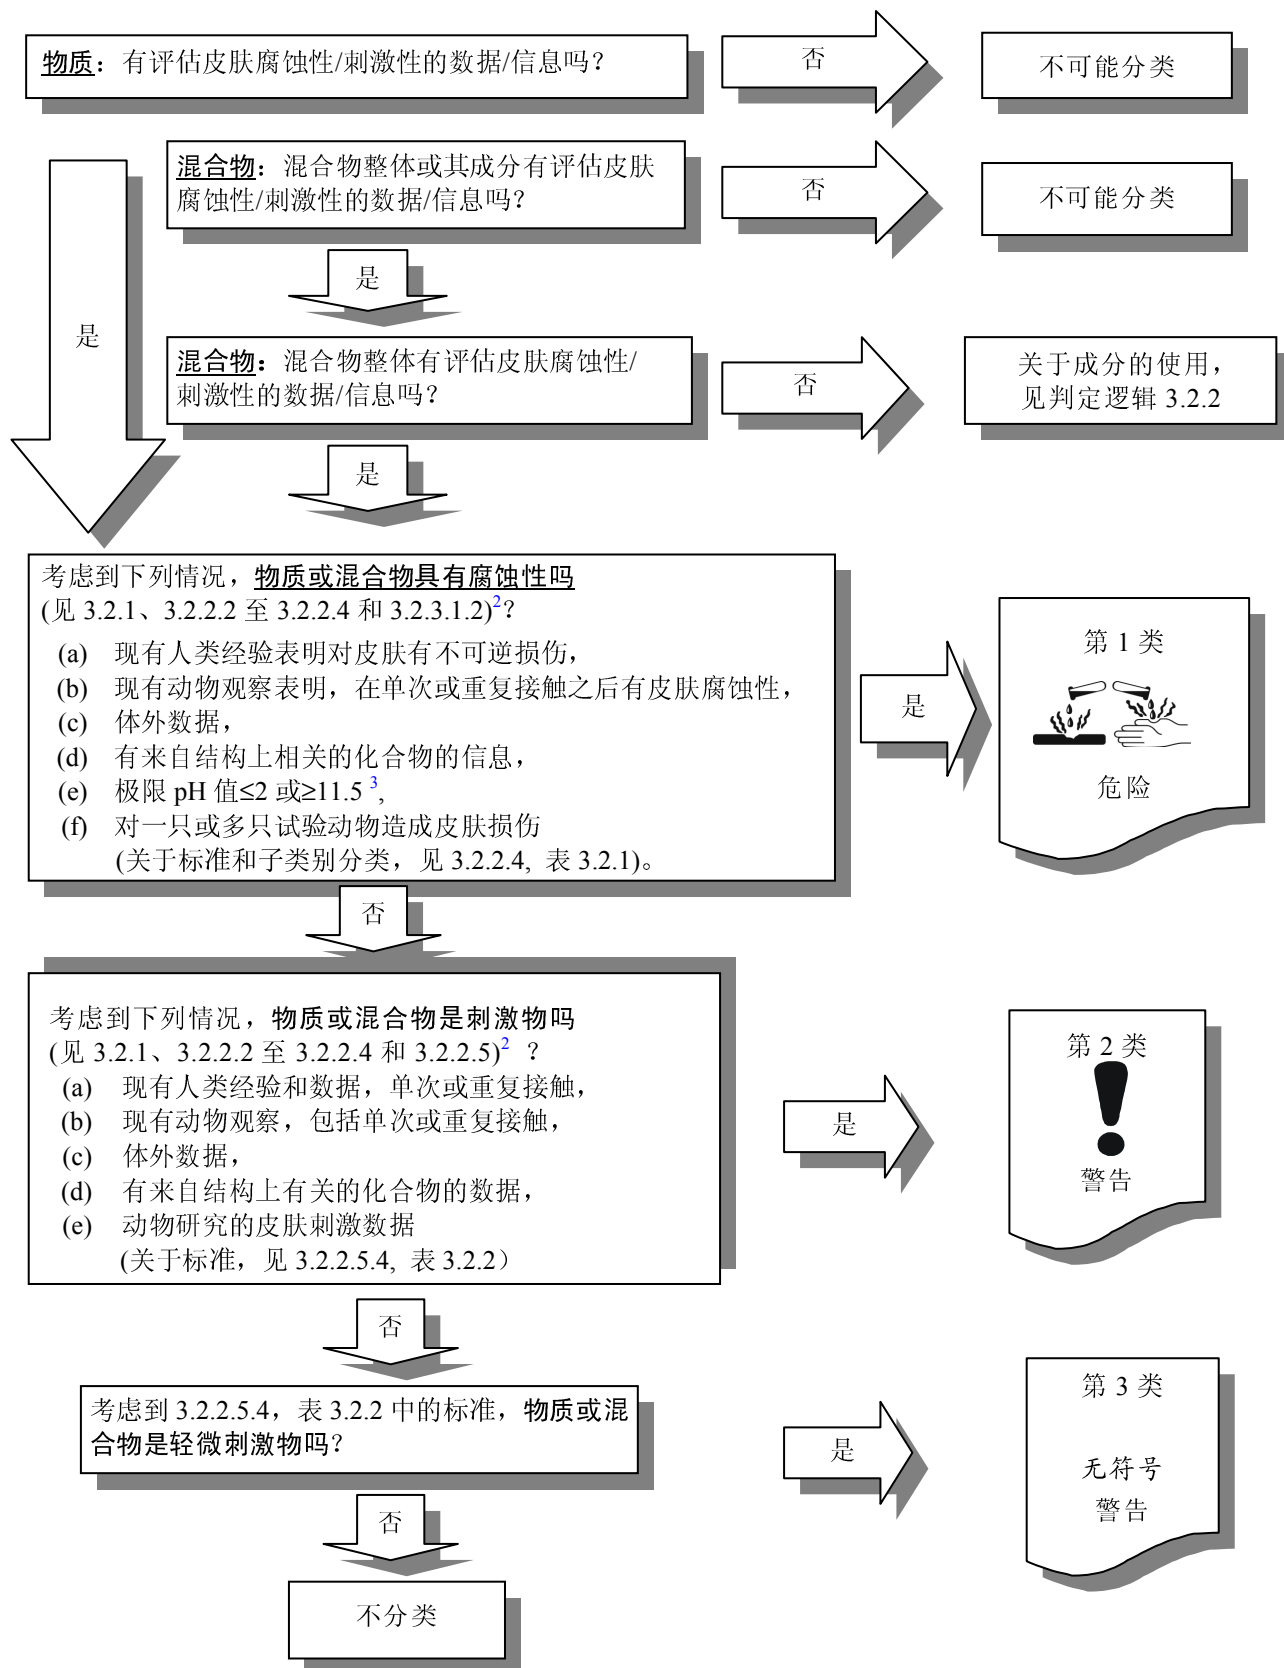 物质：有评估皮肤腐蚀性/刺激性的数据/信息吗？
否
不可能分类
混合物：混合物整体或其成分有评估皮肤
腐蚀性/刺激性的数据/信息吗？
否
不可能分类
是
是
混合物：混合物整体有评估皮肤腐蚀性/
刺激性的数据/信息吗？
否
关于成分的使用，
见判定逻辑 3.2.2
是
考虑到下列情况，物质或混合物具有腐蚀性吗
(见 3.2.1、3.2.2.2 至 3.2.2.4 和 3.2.3.1.2)2？
(a) 现有人类经验表明对皮肤有不可逆损伤，
(b) 现有动物观察表明，在单次或重复接触之后有皮肤腐蚀性，
(c) 体外数据，
(d) 有来自结构上相关的化合物的信息，
(e) 极限 pH 值≤2 或≥11.5 3,
(f) 对一只或多只试验动物造成皮肤损伤
(关于标准和子类别分类，见 3.2.2.4, 表 3.2.1)。
是
第 1 类
危险
否
考虑到下列情况，物质或混合物是刺激物吗
(见 3.2.1、3.2.2.2 至 3.2.2.4 和 3.2.2.5)2 ？
(a) 现有人类经验和数据，单次或重复接触，
(b) 现有动物观察，包括单次或重复接触，
(c) 体外数据，
(d) 有来自结构上有关的化合物的数据，
(e) 动物研究的皮肤刺激数据
(关于标准，见 3.2.2.5.4, 表 3.2.2）
是
第 2 类
警告
否
考虑到 3.2.2.5.4，表 3.2.2 中的标准，物质或混
合物是轻微刺激物吗？
是
第 3 类
无符号
警告
否
不分类